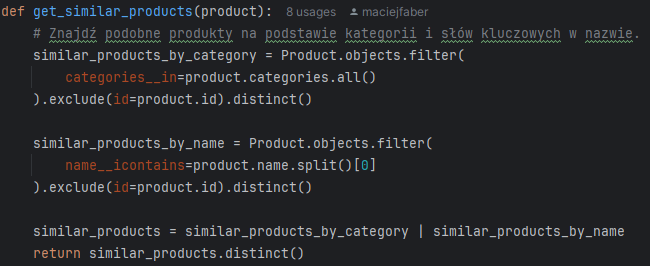 def get_similar_products(product):  8 usages  maciejfaber
    # Znajdź podobne produkty na podstawie kategorii i słów kluczowych w nazwie.
    similar_products_by_category = Product.objects.filter(
        categories__in=product.categories.all()
    ).exclude(id=product.id).distinct()

    similar_products_by_name = Product.objects.filter(
        name__icontains=product.name.split()[0]
    ).exclude(id=product.id).distinct()

    similar_products = similar_products_by_category | similar_products_by_name
    return similar_products.distinct()